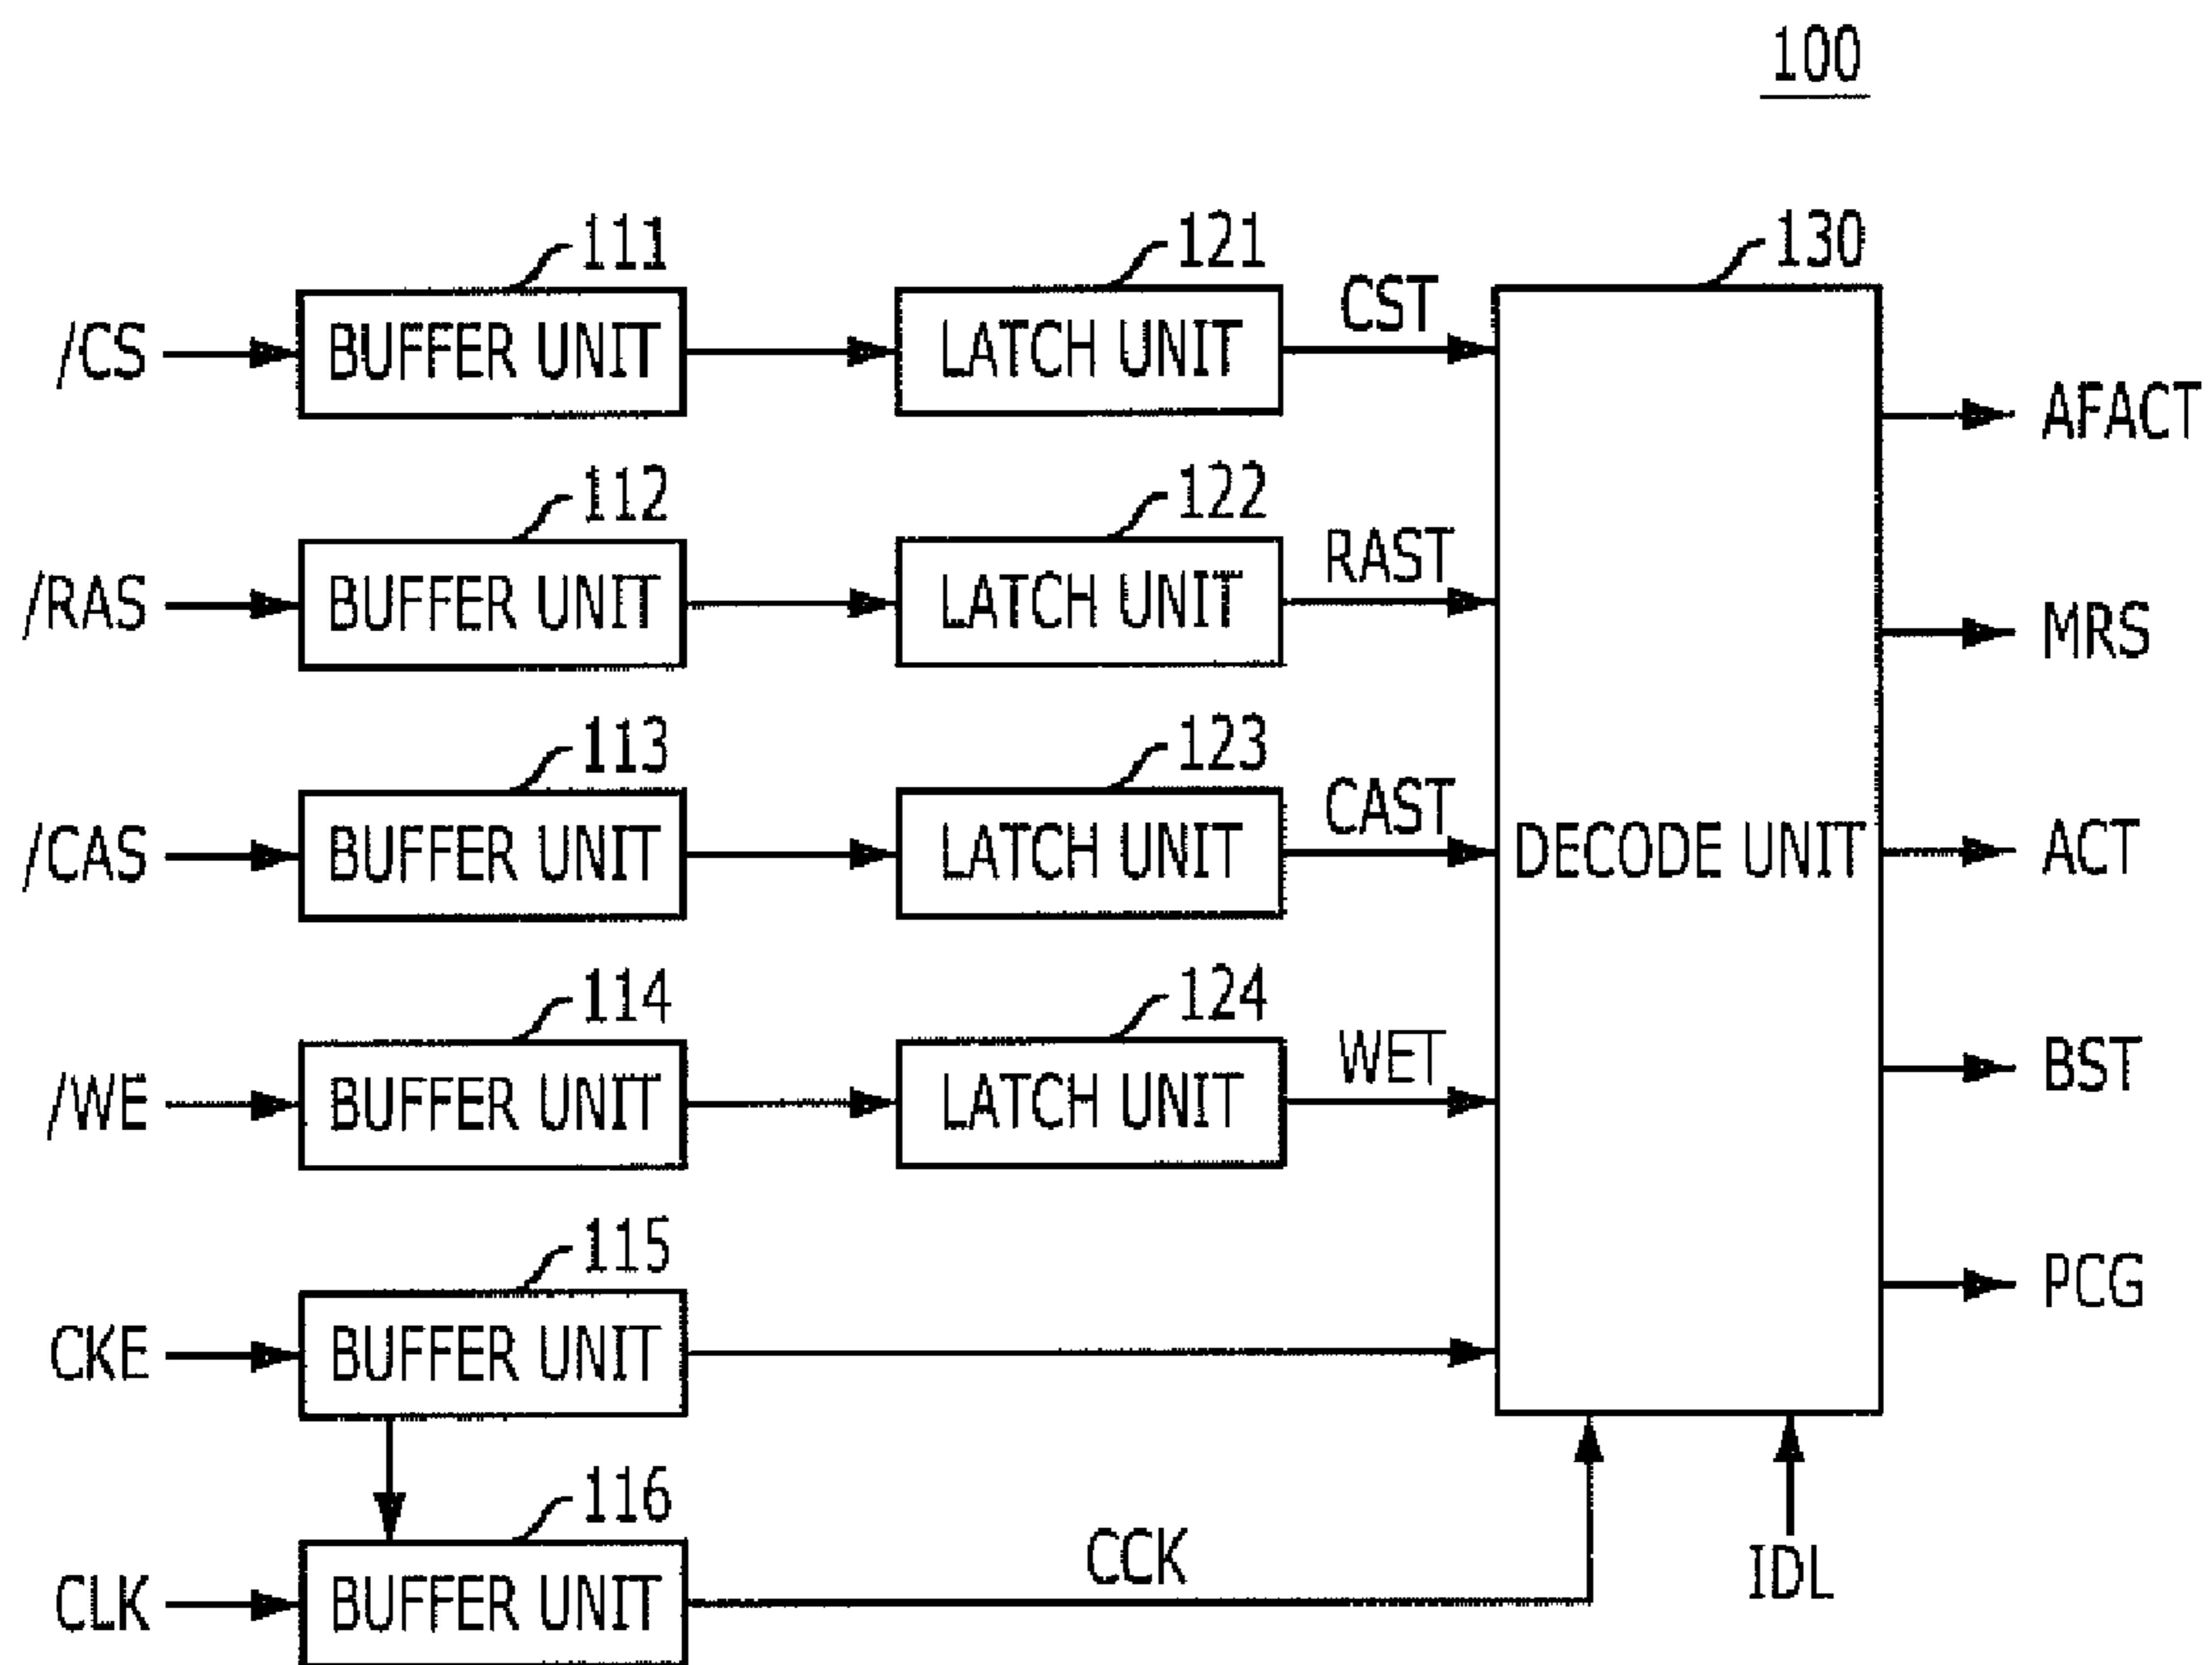 100
111
121
130
/CS
BUFFER UNIT
LATCH UNIT
CST
AFACT
112
122
/RAS
BUFFER UNIT
LATCH UNIT
RAST
MRS
113
123
/CAS
BUFFER UNIT
LATCH UNIT
CAST
DECODE UNIT
ACT
114
124
/WE
BUFFER UNIT
LATCH UNIT
WET
BST
115
CKE
BUFFER UNIT
PCG
116
CLK
BUFFER UNIT
CCK
IDL